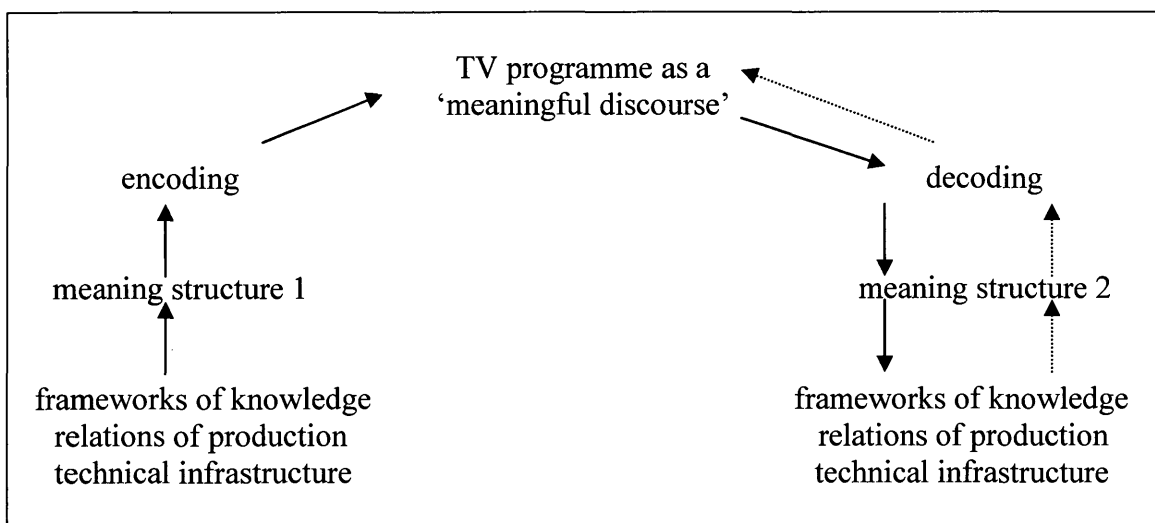 TV programme as a
‘meaningful discourse’
encoding
decoding
meaning structure 1
meaning structure 2
frameworks of knowledge
relations of production
technical infrastructure
frameworks of knowledge
relations of production
technical infrastructure